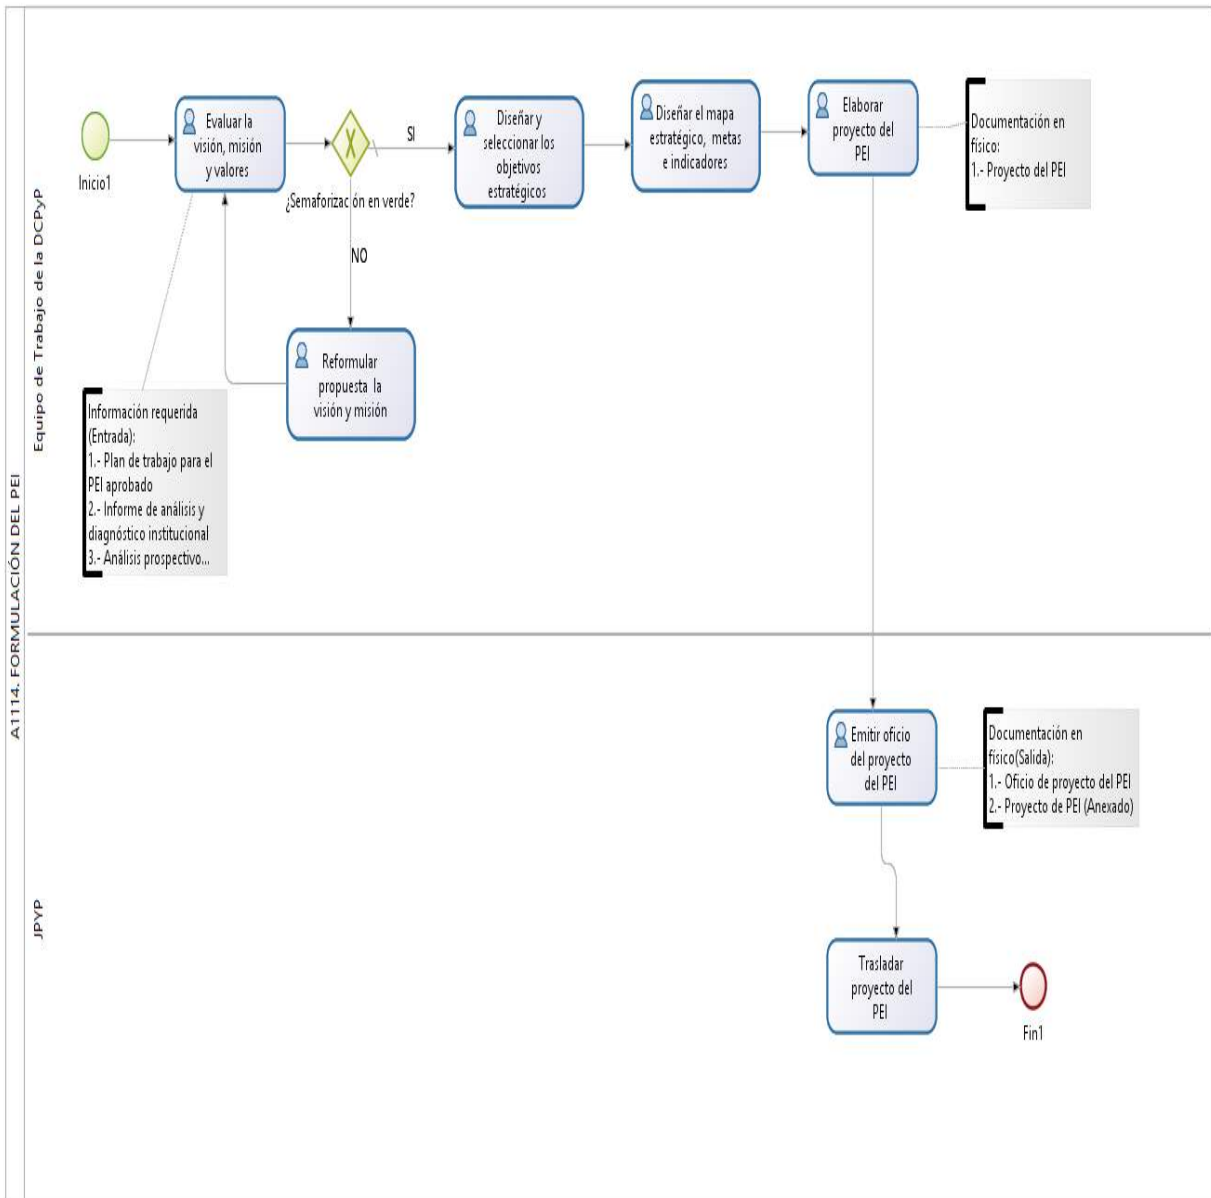 A1114. FORMULACIÓN DEL PEI
Equipo de Trabajo de la DCPyP
Inicio1
Evaluar la
visión, misión
y valores
¿Semaforización en verde?
SI
NO
Diseñar y
seleccionar los
objetivos
estratégicos
Diseñar el mapa
estratégico, metas
e indicadores
Elaborar
proyecto del
PEI
Documentación en
físico:
1.- Proyecto del PEI
Reformular
propuesta la
visión y misión
Información requerida
(Entrada):
1.- Plan de trabajo para el
PEI aprobado
2.- Informe de análisis y
diagnóstico institucional
3.- Análisis prospectivo...
JPYP
Emitir oficio
del proyecto
del PEI
Documentación en
físico(Salida):
1.- Oficio de proyecto del PEI
2.- Proyecto de PEI (Anexado)
Trasladar
proyecto del
PEI
Fin1